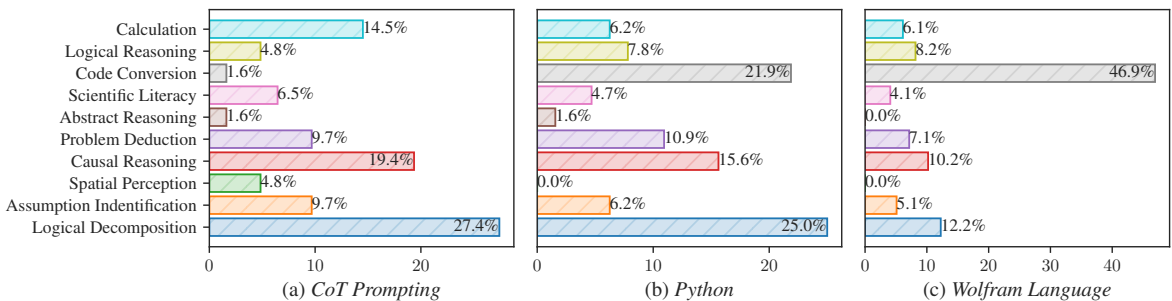 Calculation 14.5% 6.2% 6.1%
Logical Reasoning 4.8% 7.8% 8.2%
Code Conversion 1.6% 21.9% 46.9%
Scientific Literacy 6.5% 4.7% 4.1%
Abstract Reasoning 1.6% 1.6% 0.0%
Problem Deduction 9.7% 10.9% 7.1%
Causal Reasoning 19.4% 15.6% 10.2%
Spatial Perception 4.8% 0.0% 0.0%
Assumption Indentification 9.7% 6.2% 5.1%
Logical Decomposition 27.4% 25.0% 12.2%
0 10 20 0 10 20 0 10 20 30 40
(a) CoT Prompting (b) Python (c) Wolfram Language